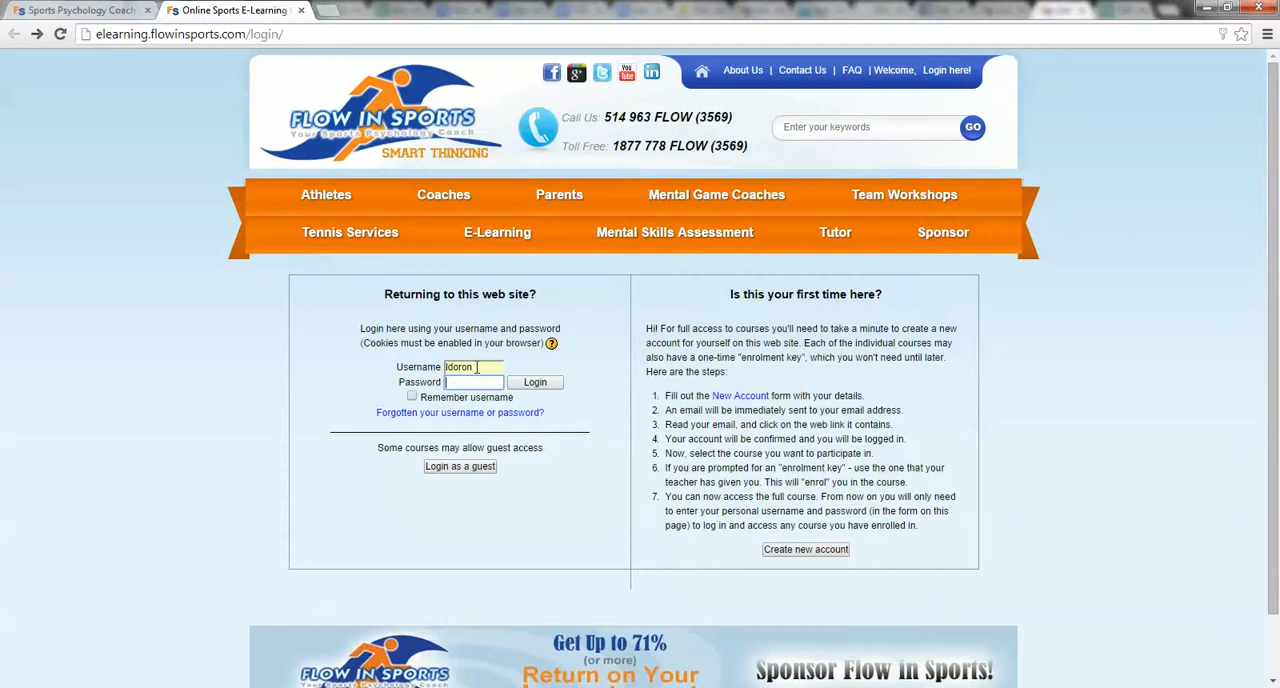 Sports Psychology Coach
Online Sports E-Learning
elearning.flowinsports.com/login/
FLOW IN SPORTS
Your Sports Psychology Coach
SMART THINKING
You Tube
About Us | Contact Us | FAQ | Welcome, Login here!
Call Us: 514 963 FLOW (3569)
Toll Free: 1877 778 FLOW (3569)
Enter your keywords
GO
Athletes Coaches Parents Mental Game Coaches Team Workshops
Tennis Services E-Learning Mental Skills Assessment Tutor Sponsor
Returning to this web site?
Login here using your username and password
(Cookies must be enabled in your browser) ?
Username ldoron
Password Login
Remember username
Forgotten your username or password?
Some courses may allow guest access
Login as a guest
Is this your first time here?
Hi! For full access to courses you'll need to take a minute to create a new
account for yourself on this web site. Each of the individual courses may
also have a one-time "enrolment key", which you won't need until later.
Here are the steps:
1. Fill out the New Account form with your details.
2. An email will be immediately sent to your email address.
3. Read your email, and click on the web link it contains.
4. Your account will be confirmed and you will be logged in.
5. Now, select the course you want to participate in.
6. If you are prompted for an "enrolment key" - use the one that your
teacher has given you. This will "enrol" you in the course.
7. You can now access the full course. From now on you will only need
to enter your personal username and password (in the form on this
page) to log in and access any course you have enrolled in.
Create new account
FLOW IN SPORTS
Get Up to 71%
(or more)
Return on Your
Sponsor Flow in Sports!